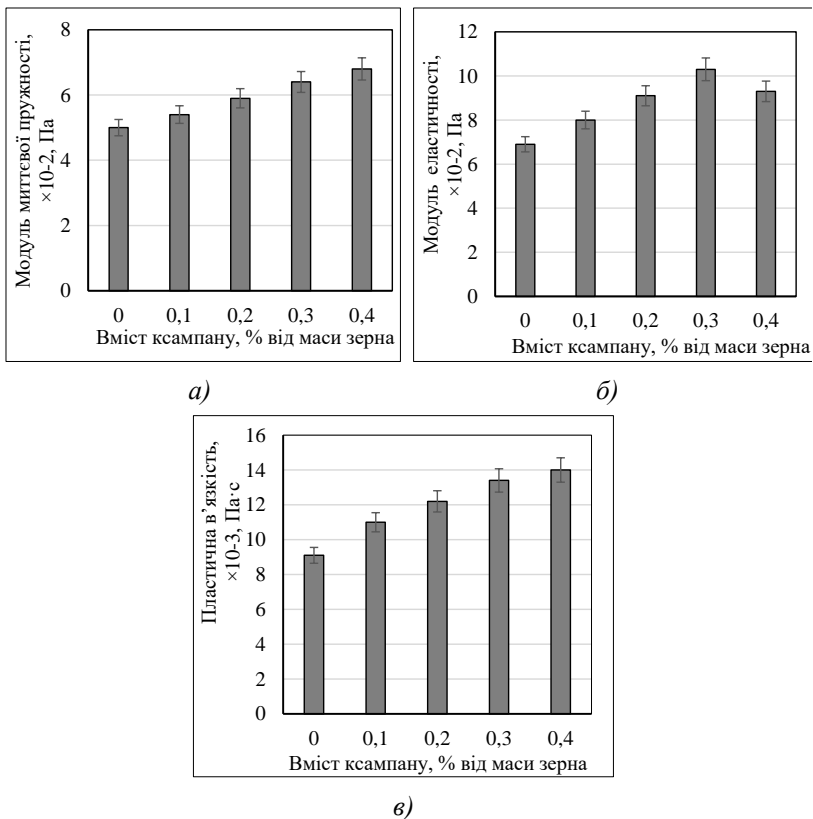 Модуль миттєвої пружності,
×10-2, Па
8
6
4
2
0
0 0,1 0,2 0,3 0,4
Вміст ксампану, % від маси зерна
а)
Модуль еластичності,
×10-2, Па
12
10
8
6
4
2
0
0 0,1 0,2 0,3 0,4
Вміст ксампану, % від маси зерна
б)
Пластична в’язкість,
×10-3, Па·с
16
14
12
10
8
6
4
2
0
0 0,1 0,2 0,3 0,4
Вміст ксампану, % від маси зерна
в)